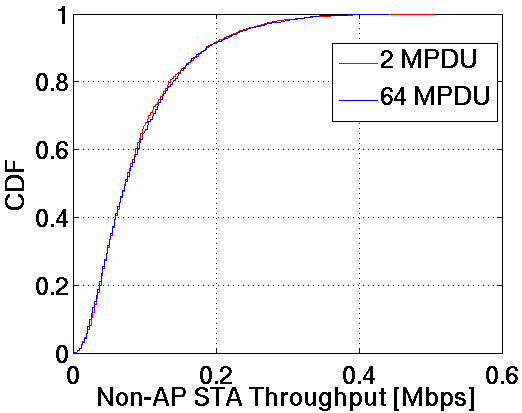 1
0.8
0.6
0.4
0.2
0
CDF
2 MPDU
64 MPDU
0
0.2
0.4
0.6
Non-AP STA Throughput [Mbps]